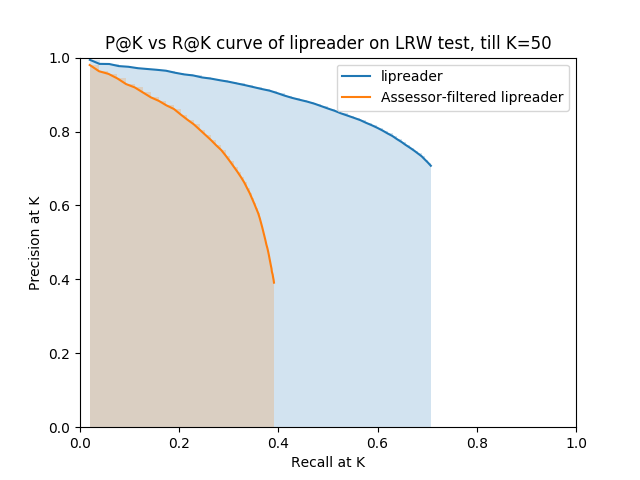 P@K vs R@K curve of lipreader on LRW test, till K=50
lipreader
Assessor-filtered lipreader
Precision at K
1.0
0.8
0.6
0.4
0.2
0.0
0.0 0.2 0.4 0.6 0.8 1.0
Recall at K